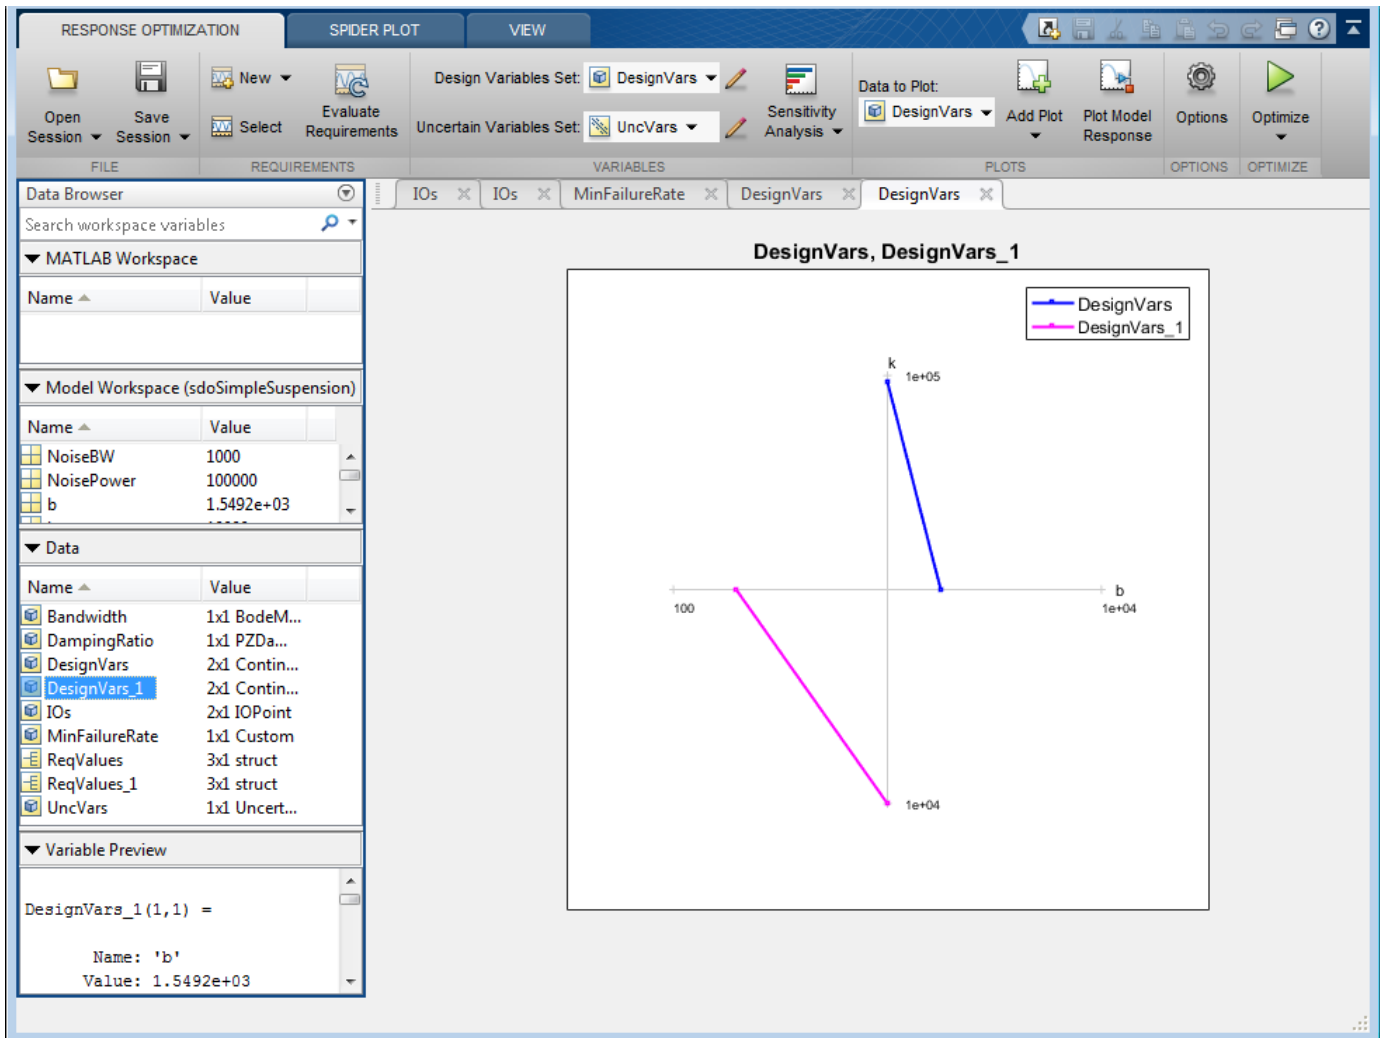 RESPONSE OPTIMIZATION SPIDER PLOT VIEW
New Design Variables Set: DesignVars
Data to Plot:
Open Session Save Session Select Evaluate Requirements Uncertain Variables Set: UncVars Sensitivity Analysis DesignVars Add Plot Plot Model Response Options Optimize
FILE REQUIREMENTS VARIABLES PLOTS OPTIONS OPTIMIZE
Data Browser IOs IOs MinFailureRate DesignVars DesignVars
Search workspace variables
MATLAB Workspace
Name Value
Model Workspace (sdoSimpleSuspension)
Name Value
NoiseBW 1000
NoisePower 100000
b 1.5492e+03
Data
Name Value
Bandwidth 1x1 BodeM...
DampingRatio 1x1 PZDa...
DesignVars 2x1 Contin...
DesignVars_1 2x1 Contin...
IOs 2x1 IOPoint
MinFailureRate 1x1 Custom
ReqValues 3x1 struct
ReqValues_1 3x1 struct
UncVars 1x1 Uncert...
Variable Preview
DesignVars_1(1,1) =
Name: 'b'
Value: 1.5492e+03
DesignVars, DesignVars_1
DesignVars
DesignVars_1
k
1e+05
b
100 1e+04
1e+04